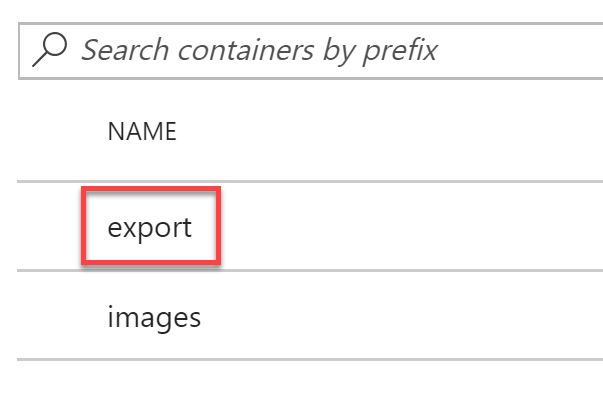 Search containers by prefix
NAME
export
images